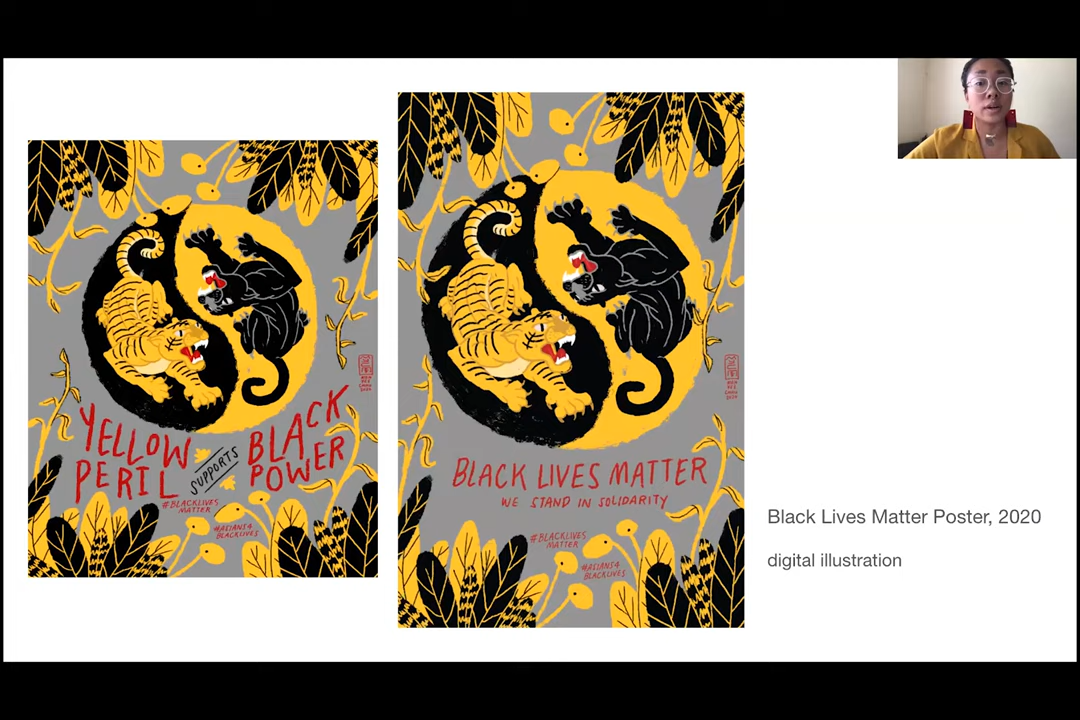 YELLOW
PERIL
SUPPORTS
BLACK
POWER
#BLACKLIVES
MATTER
#ASIANS4
BLACKLIVES
BLACK LIVES MATTER
WE STAND IN SOLIDARITY
#BLACKLIVES
MATTER
#ASIANS4
BLACKLIVES
Black Lives Matter Poster, 2020
digital illustration